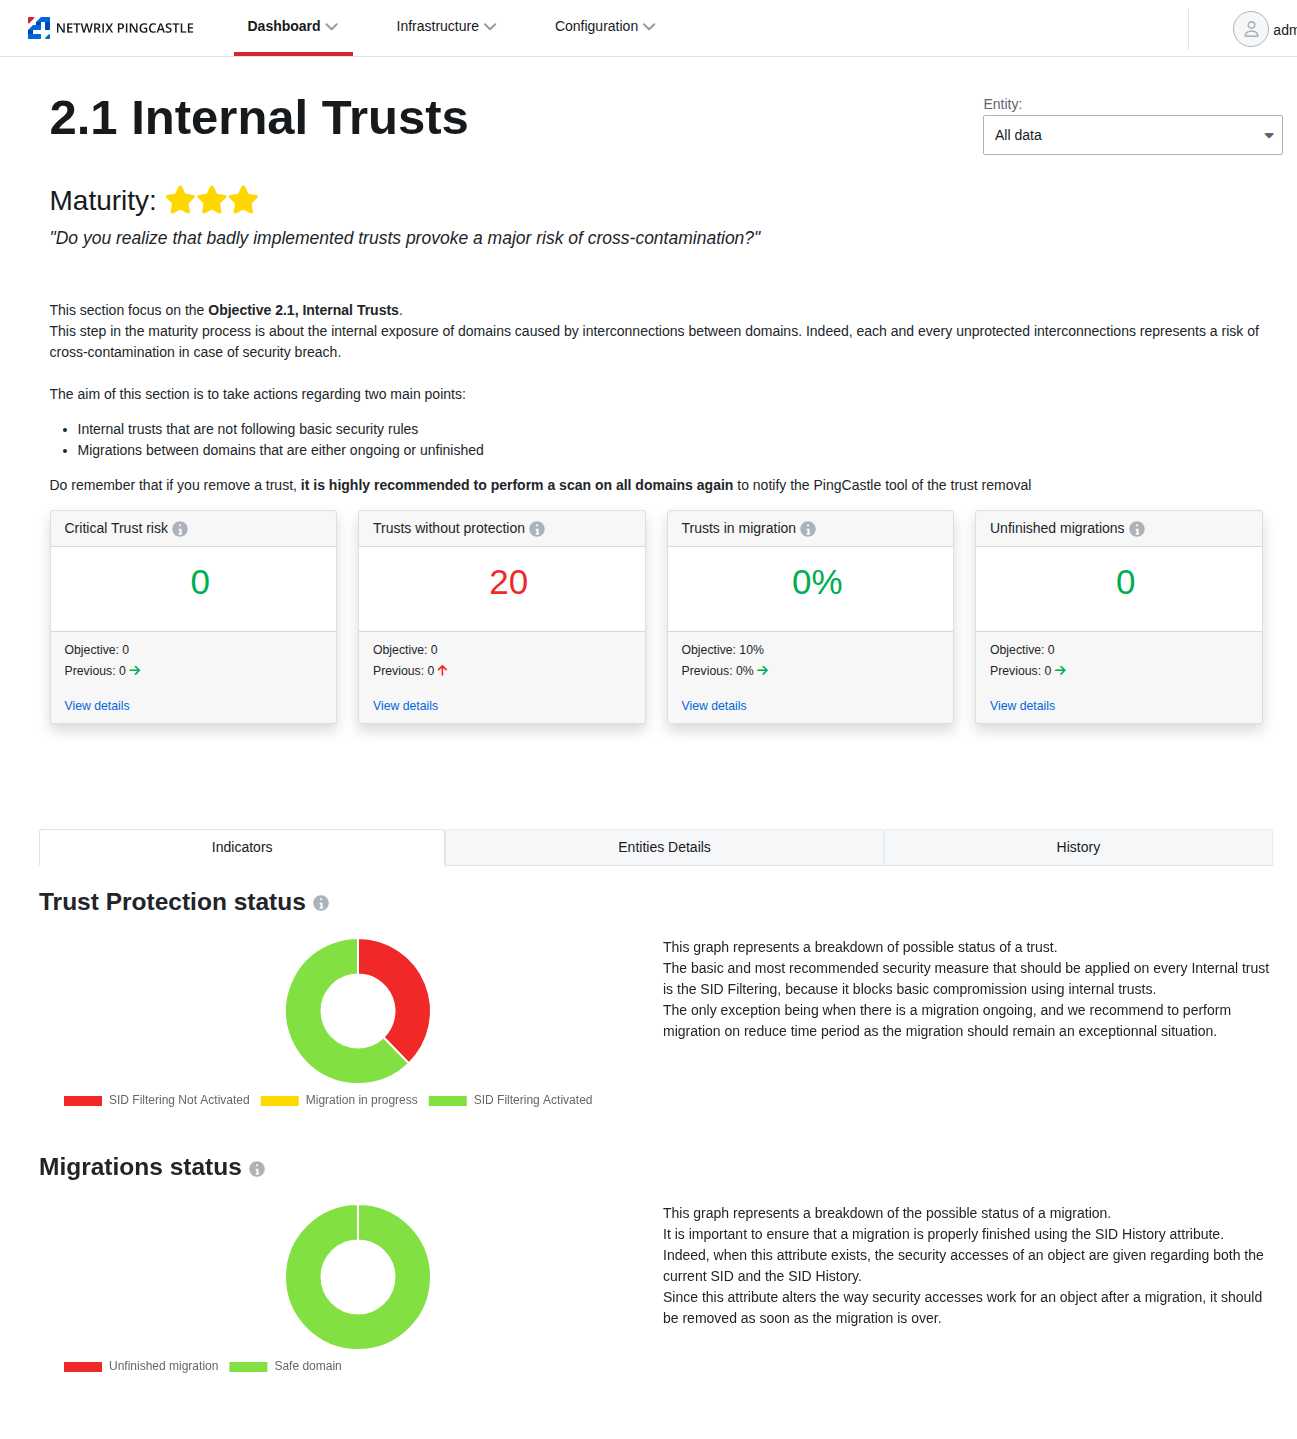 NETWRIX PINGCASTLE
Dashboard
Infrastructure
Configuration
2.1 Internal Trusts
Entity:
All data
Maturity:
"Do you realize that badly implemented trusts provoke a major risk of cross-contamination?"
This section focus on the Objective 2.1, Internal Trusts.
This step in the maturity process is about the internal exposure of domains caused by interconnections between domains. Indeed, each and every unprotected interconnections represents a risk of
cross-contamination in case of security breach.
The aim of this section is to take actions regarding two main points:
• Internal trusts that are not following basic security rules
• Migrations between domains that are either ongoing or unfinished
Do remember that if you remove a trust, it is highly recommended to perform a scan on all domains again to notify the PingCastle tool of the trust removal
Critical Trust risk
0
Objective: 0
Previous: 0
View details
Trusts without protection
20
Objective: 0
Previous: 0
View details
Trusts in migration
0%
Objective: 10%
Previous: 0%
View details
Unfinished migrations
0
Objective: 0
Previous: 0
View details
Indicators
Entities Details
History
Trust Protection status
SID Filtering Not Activated
Migration in progress
SID Filtering Activated
This graph represents a breakdown of possible status of a trust.
The basic and most recommended security measure that should be applied on every Internal trust
is the SID Filtering, because it blocks basic compromission using internal trusts.
The only exception being when there is a migration ongoing, and we recommend to perform
migration on reduce time period as the migration should remain an exceptionnal situation.
Migrations status
Unfinished migration
Safe domain
This graph represents a breakdown of the possible status of a migration.
It is important to ensure that a migration is properly finished using the SID History attribute.
Indeed, when this attribute exists, the security accesses of an object are given regarding both the
current SID and the SID History.
Since this attribute alters the way security accesses work for an object after a migration, it should
be removed as soon as the migration is over.